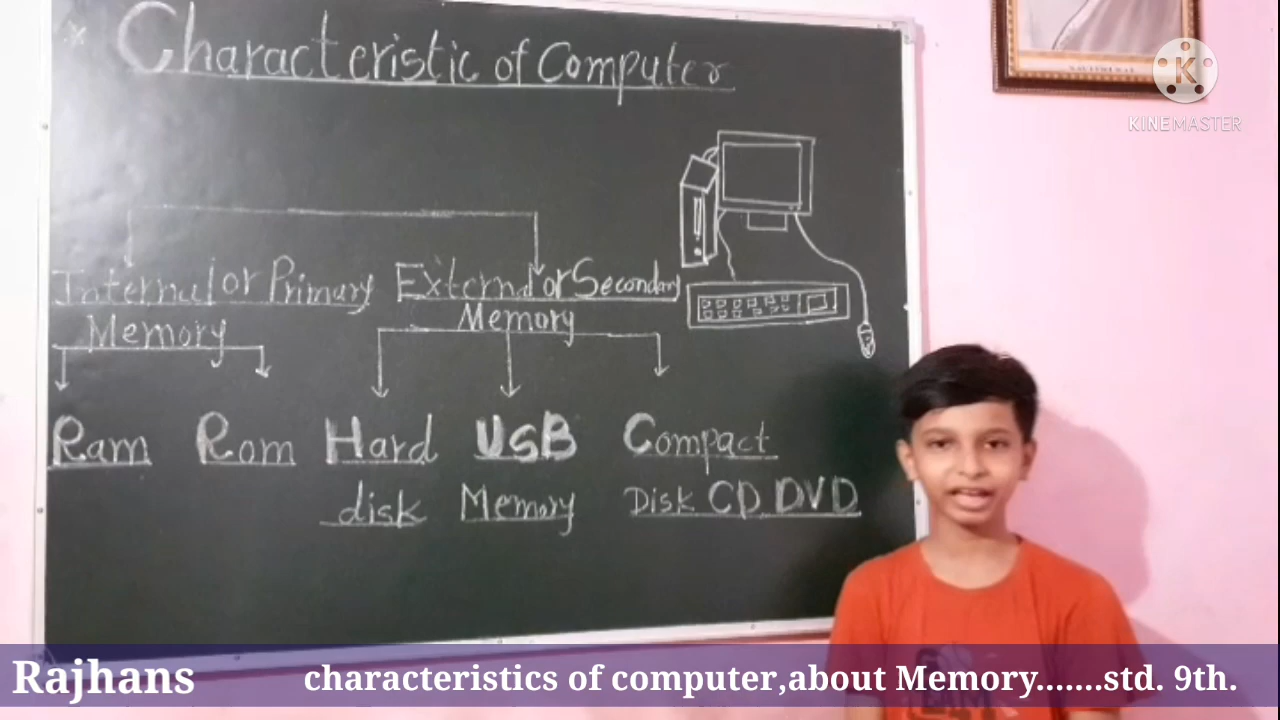 Characteristic of Computer
Internal or Primary Memory
External or Secondary Memory
Ram
Rom
Hard disk
USB Memory
Compact Disk CD DVD
K
KINEMASTER
Rajhans
characteristics of computer,about Memory.......std. 9th.